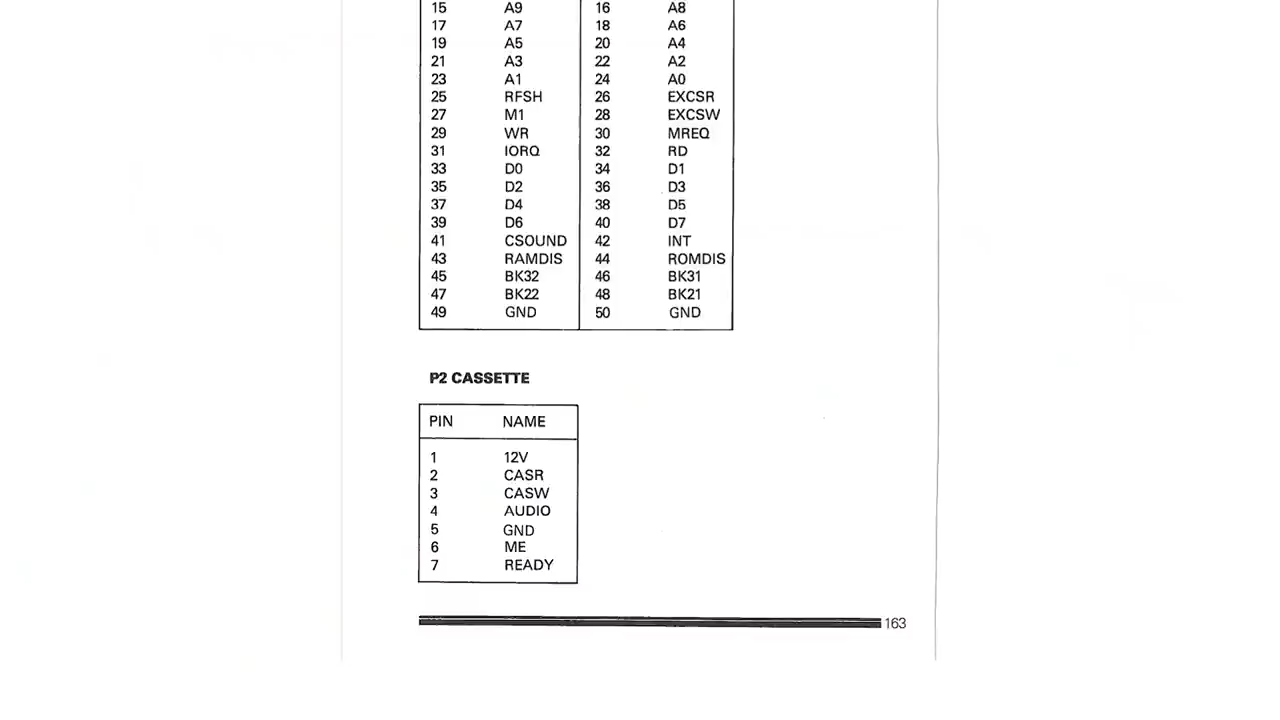 15 A9 16 A8
17 A7 18 A6
19 A5 20 A4
21 A3 22 A2
23 A1 24 A0
25 RFSH 26 EXCSR
27 M1 28 EXCSW
29 WR 30 MREQ
31 IORQ 32 RD
33 D0 34 D1
35 D2 36 D3
37 D4 38 D5
39 D6 40 D7
41 CSOUND 42 INT
43 RAMDIS 44 ROMDIS
45 BK32 46 BK31
47 BK22 48 BK21
49 GND 50 GND
P2 CASSETTE
PIN NAME
1 12V
2 CASR
3 CASW
4 AUDIO
5 GND
6 ME
7 READY
163